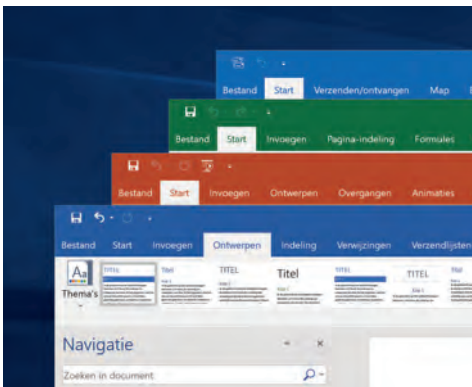 Bestand Start Verzenden/ontvangen Map
Bestand Start Invoegen Pagina-indeling Formules
Bestand Start Invoegen Ontwerpen Overgangen Animaties
Bestand Start Invoegen Ontwerpen Indeling Verwijzingen Verzendlijsten
Aa TITEL Titel TITEL Titel TITEL TITEL Titel
Thema's
Navigatie
Zoeken in document